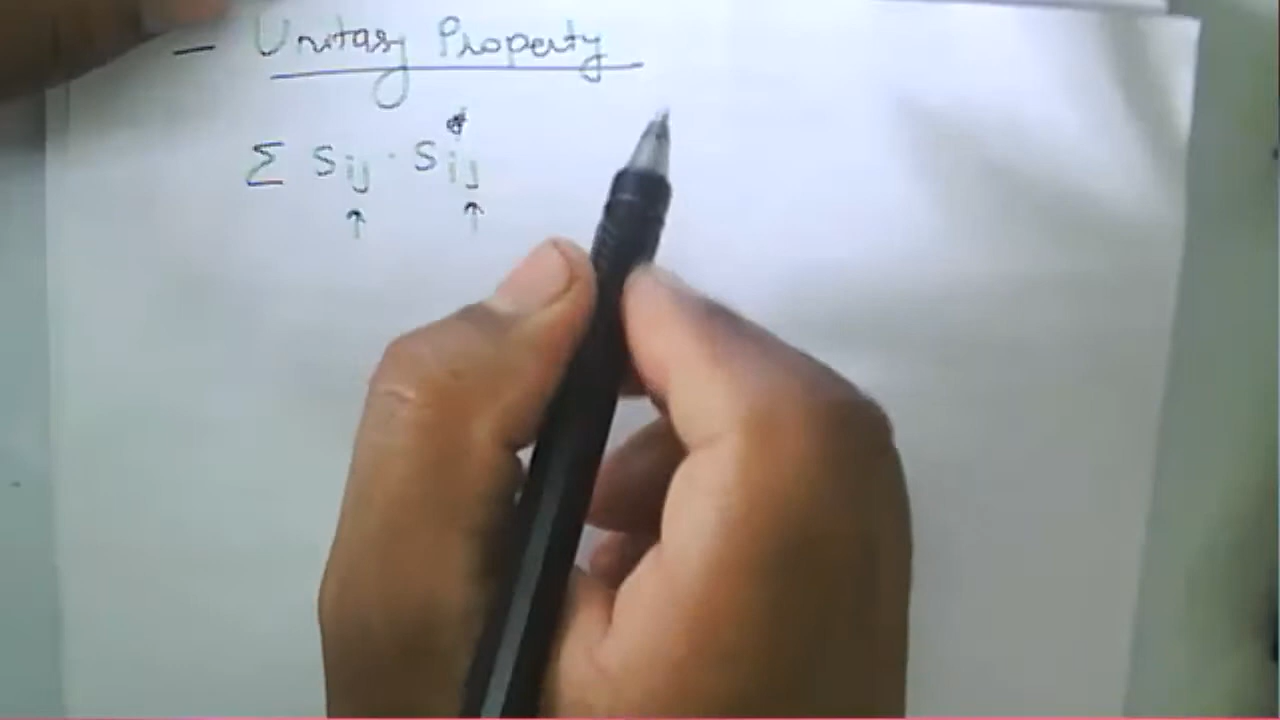 - Unitary Property
Σ Sij · Sij*
↑ ↑